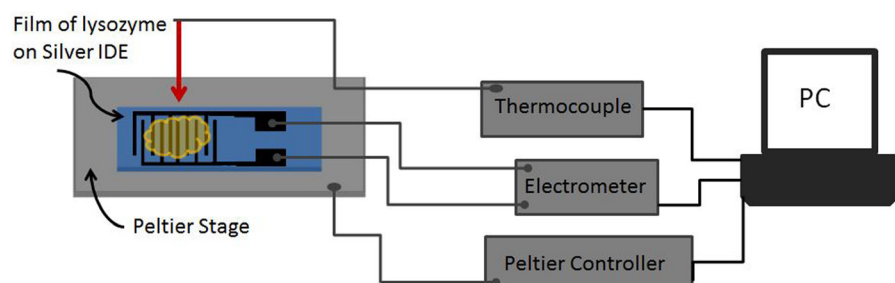 Film of lysozyme
on Silver IDE
Thermocouple
PC
Electrometer
Peltier Stage
Peltier Controller